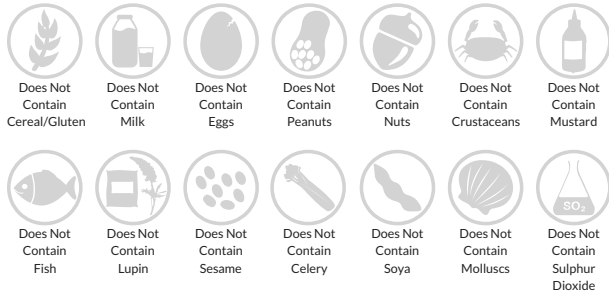 Does Not Contain Cereal/Gluten
Does Not Contain Milk
Does Not Contain Eggs
Does Not Contain Peanuts
Does Not Contain Nuts
Does Not Contain Crustaceans
Does Not Contain Mustard
SO2
Does Not Contain Fish
Does Not Contain Lupin
Does Not Contain Sesame
Does Not Contain Celery
Does Not Contain Soya
Does Not Contain Molluscs
Does Not Contain Sulphur Dioxide